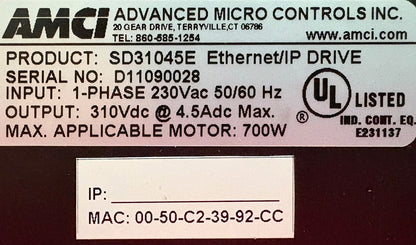 AMCI ADVANCED MICRO CONTROLS INC.
20 GEAR DRIVE, TERRYVILLE, CT 06786
TEL: 860-585-1254 www.amci.com
PRODUCT: SD31045E Ethernet/IP DRIVE
SERIAL NO: D11090028
INPUT: 1-PHASE 230Vac 50/60 Hz
OUTPUT: 310Vdc @ 4.5Adc Max.
MAX. APPLICABLE MOTOR: 700W
UL ® LISTED
IND. CONT. EQ.
E231137
IP:
MAC: 00-50-C2-39-92-CC